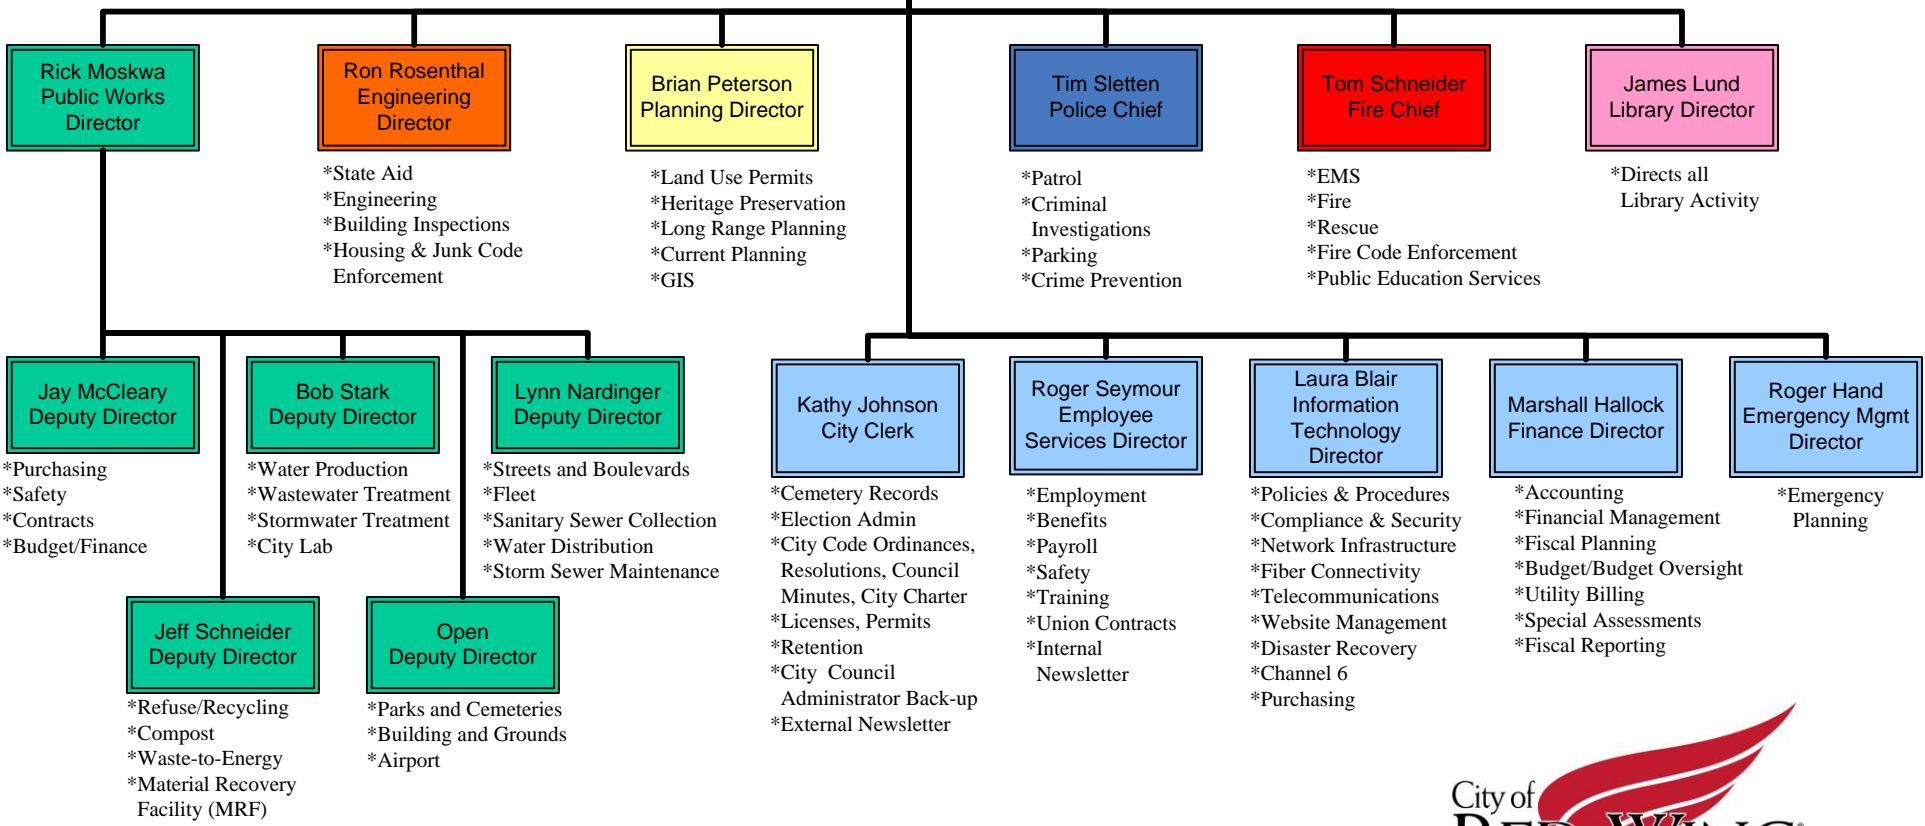 Rick Moskwa
Public Works
Director
Ron Rosenthal
Engineering
Director
Brian Peterson
Planning Director
Tim Sletten
Police Chief
Tom Schneider
Fire Chief
James Lund
Library Director
*State Aid
*Engineering
*Building Inspections
*Housing & Junk Code
Enforcement
*Land Use Permits
*Heritage Preservation
*Long Range Planning
*Current Planning
*GIS
*Patrol
*Criminal
Investigations
*Parking
*Crime Prevention
*EMS
*Fire
*Rescue
*Fire Code Enforcement
*Public Education Services
*Directs all
Library Activity
Jay McCleary
Deputy Director
Bob Stark
Deputy Director
Lynn Nardinger
Deputy Director
*Purchasing
*Safety
*Contracts
*Budget/Finance
*Water Production
*Wastewater Treatment
*Stormwater Treatment
*City Lab
*Streets and Boulevards
*Fleet
*Sanitary Sewer Collection
*Water Distribution
*Storm Sewer Maintenance
Jeff Schneider
Deputy Director
Open
Deputy Director
*Refuse/Recycling
*Compost
*Waste-to-Energy
*Material Recovery
Facility (MRF)
*Parks and Cemeteries
*Building and Grounds
*Airport
Kathy Johnson
City Clerk
Roger Seymour
Employee
Services Director
Laura Blair
Information
Technology
Director
Marshall Hallock
Finance Director
Roger Hand
Emergency Mgmt
Director
*Cemetery Records
*Election Admin
*City Code Ordinances,
Resolutions, Council
Minutes, City Charter
*Licenses, Permits
*Retention
*City Council
Administrator Back-up
*External Newsletter
*Employment
*Benefits
*Payroll
*Safety
*Training
*Union Contracts
*Internal
Newsletter
*Policies & Procedures
*Compliance & Security
*Network Infrastructure
*Fiber Connectivity
*Telecommunications
*Website Management
*Disaster Recovery
*Channel 6
*Purchasing
*Accounting
*Financial Management
*Fiscal Planning
*Budget/Budget Oversight
*Utility Billing
*Special Assessments
*Fiscal Reporting
*Emergency
Planning
City of
RED WING